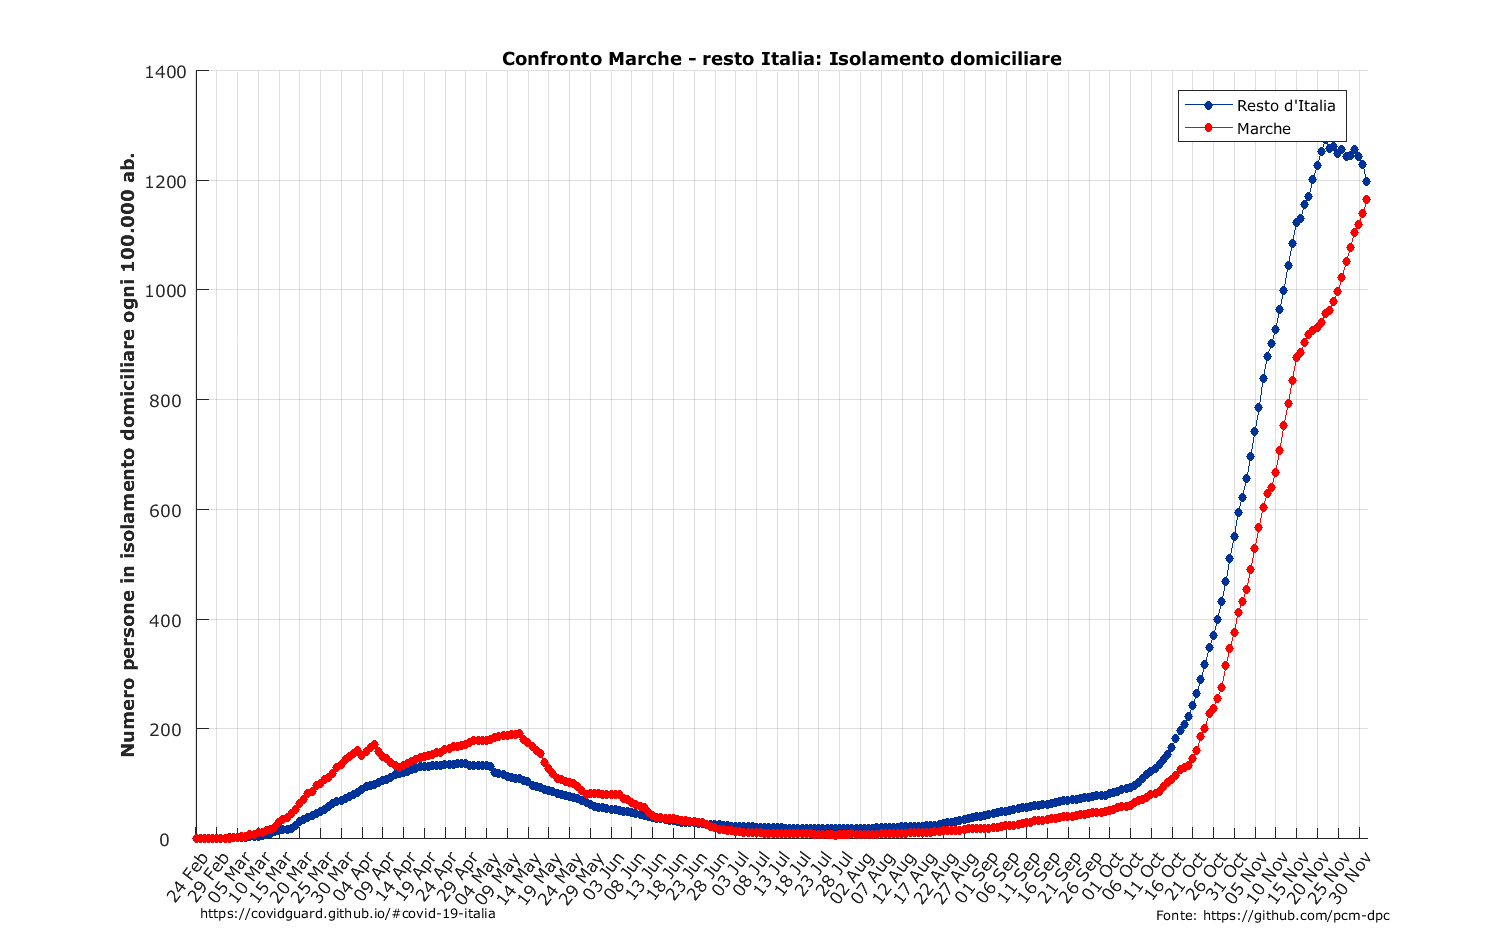 Confronto Marche - resto Italia: Isolamento domiciliare
Numero persone in isolamento domiciliare ogni 100.000 ab.
1400
1200
1000
800
600
400
200
0
Resto d'Italia
Marche
24 Feb
29 Feb
05 Mar
10 Mar
15 Mar
20 Mar
25 Mar
30 Mar
04 Apr
09 Apr
14 Apr
19 Apr
24 Apr
29 Apr
04 May
09 May
14 May
19 May
24 May
29 May
03 Jun
08 Jun
13 Jun
18 Jun
23 Jun
28 Jun
03 Jul
08 Jul
13 Jul
18 Jul
23 Jul
28 Jul
02 Aug
07 Aug
12 Aug
17 Aug
22 Aug
27 Aug
01 Sep
06 Sep
11 Sep
16 Sep
21 Sep
26 Sep
01 Oct
06 Oct
11 Oct
16 Oct
21 Oct
26 Oct
31 Oct
05 Nov
10 Nov
15 Nov
20 Nov
25 Nov
30 Nov
https://covidguard.github.io/#covid-19-italia
Fonte: https://github.com/pcm-dpc